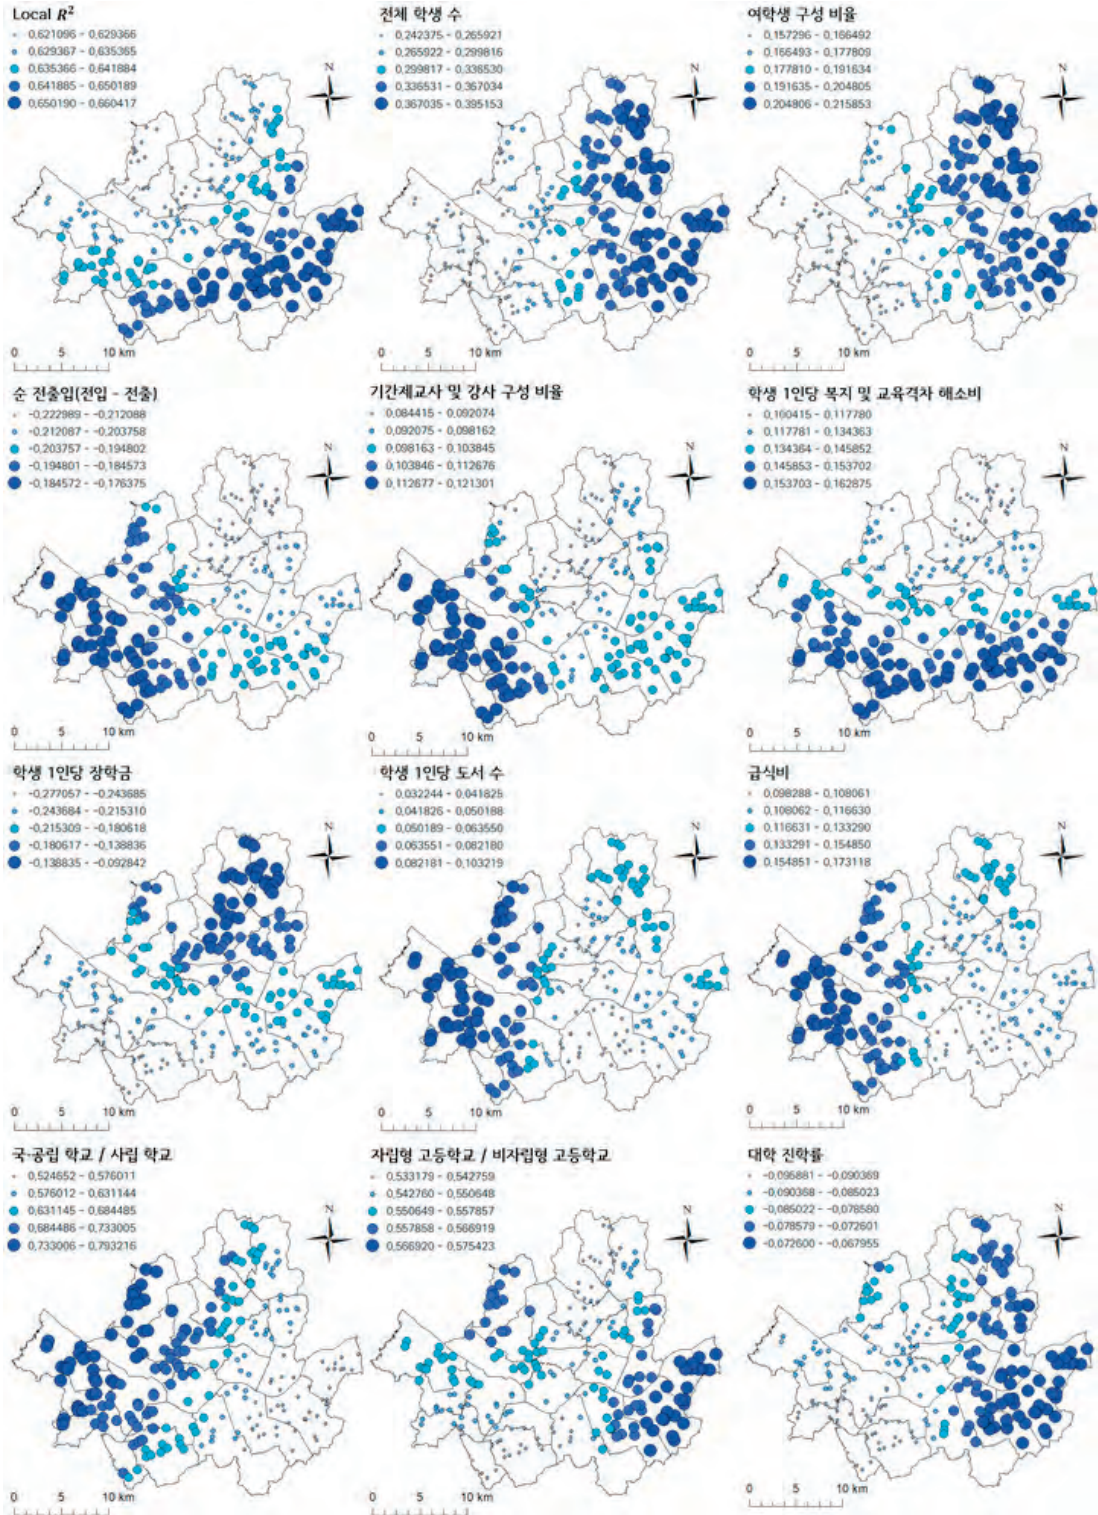 Local R²
0,621096 - 0,629366
0,629367 - 0,635365
0,635366 - 0,641884
0,641885 - 0,650189
0,650190 - 0,660417
N
0 5 10 km
전체 학생 수
0,242375 - 0,265921
0,265922 - 0,299816
0,299817 - 0,336530
0,336531 - 0,367034
0,367035 - 0,395153
N
0 5 10 km
여학생 구성 비율
0,157296 - 0,166492
0,166493 - 0,177809
0,177810 - 0,191634
0,191635 - 0,204805
0,204806 - 0,215853
N
0 5 10 km
순 전출입(전입 - 전출)
-0,222989 - -0,212088
-0,212087 - -0,203758
-0,203757 - -0,194802
-0,194801 - -0,184573
-0,184572 - -0,176375
N
0 5 10 km
기간제교사 및 강사 구성 비율
0,084415 - 0,092074
0,092075 - 0,098162
0,098163 - 0,103845
0,103846 - 0,112676
0,112677 - 0,121301
N
0 5 10 km
학생 1인당 복지 및 교육격차 해소비
0,100415 - 0,117780
0,117781 - 0,134363
0,134364 - 0,145852
0,145853 - 0,153702
0,153703 - 0,162875
N
0 5 10 km
학생 1인당 장학금
-0,277057 - -0,243685
-0,243684 - -0,215310
-0,215309 - -0,180618
-0,180617 - -0,138836
-0,138835 - -0,092842
N
0 5 10 km
학생 1인당 도서 수
0,032244 - 0,041825
0,041826 - 0,050188
0,050189 - 0,063550
0,063551 - 0,082180
0,082181 - 0,103219
N
0 5 10 km
급식비
0,098288 - 0,108061
0,108062 - 0,116630
0,116631 - 0,133290
0,133291 - 0,154850
0,154851 - 0,173118
N
0 5 10 km
국·공립 학교 / 사립 학교
0,524652 - 0,576011
0,576012 - 0,631144
0,631145 - 0,684485
0,684486 - 0,733005
0,733006 - 0,793216
N
0 5 10 km
자립형 고등학교 / 비자립형 고등학교
0,533179 - 0,542759
0,542760 - 0,550648
0,550649 - 0,557857
0,557858 - 0,566919
0,566920 - 0,575423
N
0 5 10 km
대학 진학률
-0,095881 - -0,090369
-0,090368 - -0,085023
-0,085022 - -0,078580
-0,078579 - -0,072601
-0,072600 - -0,067955
N
0 5 10 km